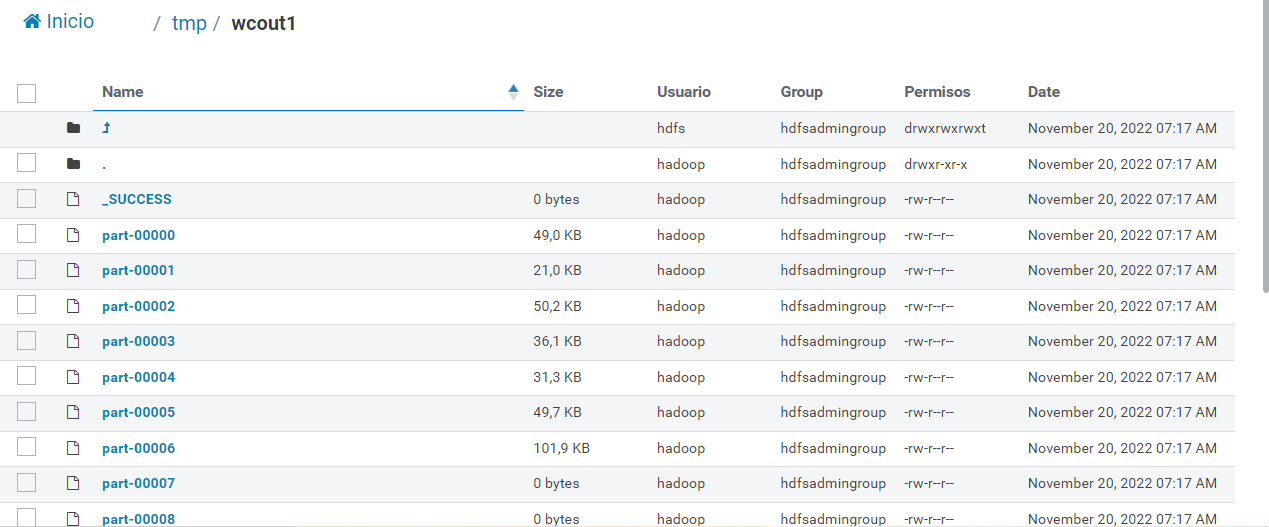 Inicio / tmp / wcout1
Name Size Usuario Group Permisos Date
hdfs hdfsadmingroup drwxrwxrwxt November 20, 2022 07:17 AM
. hadoop hdfsadmingroup drwxr-xr-x November 20, 2022 07:17 AM
_SUCCESS 0 bytes hadoop hdfsadmingroup -rw-r--r-- November 20, 2022 07:17 AM
part-00000 49,0 KB hadoop hdfsadmingroup -rw-r--r-- November 20, 2022 07:17 AM
part-00001 21,0 KB hadoop hdfsadmingroup -rw-r--r-- November 20, 2022 07:17 AM
part-00002 50,2 KB hadoop hdfsadmingroup -rw-r--r-- November 20, 2022 07:17 AM
part-00003 36,1 KB hadoop hdfsadmingroup -rw-r--r-- November 20, 2022 07:17 AM
part-00004 31,3 KB hadoop hdfsadmingroup -rw-r--r-- November 20, 2022 07:17 AM
part-00005 49,7 KB hadoop hdfsadmingroup -rw-r--r-- November 20, 2022 07:17 AM
part-00006 101,9 KB hadoop hdfsadmingroup -rw-r--r-- November 20, 2022 07:17 AM
part-00007 0 bytes hadoop hdfsadmingroup -rw-r--r-- November 20, 2022 07:17 AM
part-00008 0 bytes hadoop hdfsadmingroup -rw-r--r-- November 20, 2022 07:17 AM